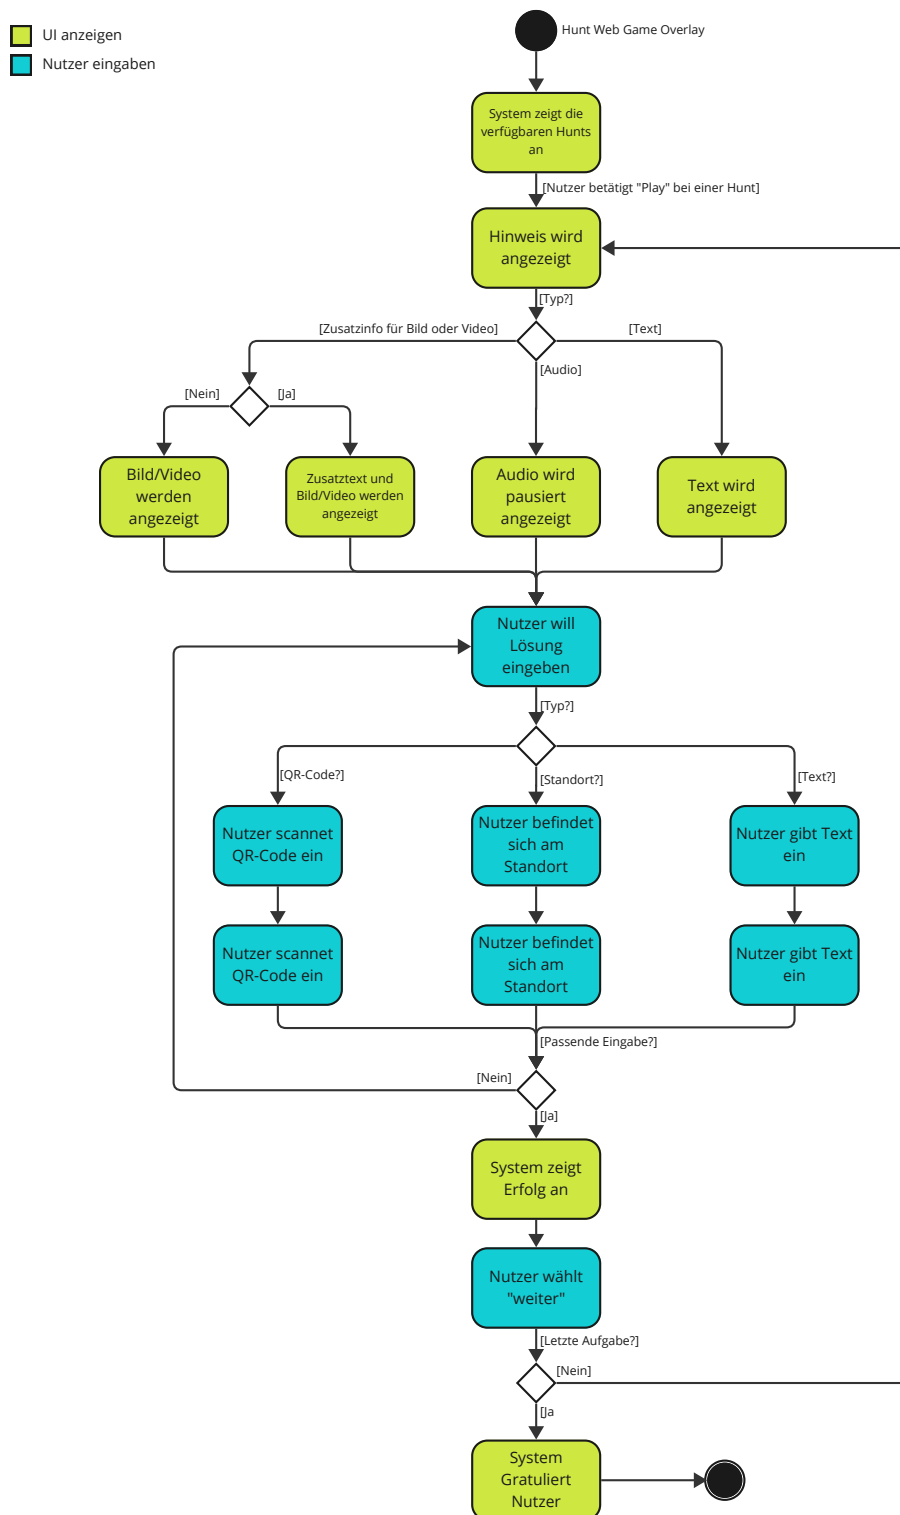 UI anzeigen
Nutzer eingaben
Hunt Web Game Overlay
System zeigt die
verfügbaren Hunts
an
[Nutzer betätigt "Play" bei einer Hunt]
Hinweis wird
angezeigt
[Typ?]
[Zusatzinfo für Bild oder Video]
[Text]
[Audio]
[Nein]
[Ja]
Bild/Video
werden
angezeigt
Zusatztext und
Bild/Video werden
angezeigt
Audio wird
pausiert
angezeigt
Text wird
angezeigt
Nutzer will
Lösung
eingeben
[Typ?]
[QR-Code?]
[Standort?]
[Text?]
Nutzer scannet
QR-Code ein
Nutzer befindet
sich am
Standort
Nutzer gibt Text
ein
Nutzer scannet
QR-Code ein
Nutzer befindet
sich am
Standort
Nutzer gibt Text
ein
[Passende Eingabe?]
[Nein]
[Ja]
System zeigt
Erfolg an
Nutzer wählt
"weiter"
[Letzte Aufgabe?]
[Nein]
[Ja
System
Gratuliert
Nutzer